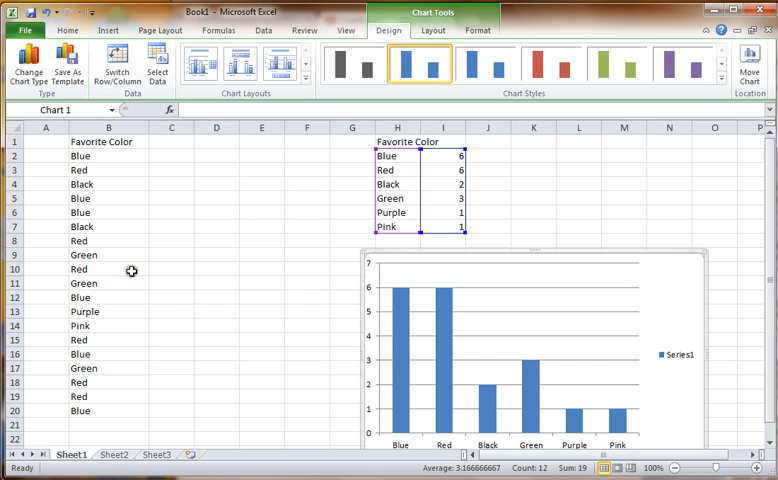 Book1 - Microsoft Excel
Chart Tools
File Home Insert Page Layout Formulas Data Review View Design Layout Format
Change Chart Type
Save As Template
Switch Row/Column
Select Data
Move Chart
Type Data Chart Layouts Chart Styles Location
Chart 1 fx
A B C D E F G H I J K L M N O P
1 Favorite Color Favorite Color
2 Blue Blue 6
3 Red Red 6
4 Black Black 2
5 Blue Green 3
6 Blue Purple 1
7 Black Pink 1
8 Red
9 Green
10 Red
11 Green
12 Blue
13 Purple
14 Pink
15 Red
16 Blue
17 Green
18 Red
19 Red
20 Blue
21
22
7
6
5
4
3
2
1
0
Blue Red Black Green Purple Pink
Series1
Sheet1 Sheet2 Sheet3
Ready Average: 3.166666667 Count: 12 Sum: 19 100%